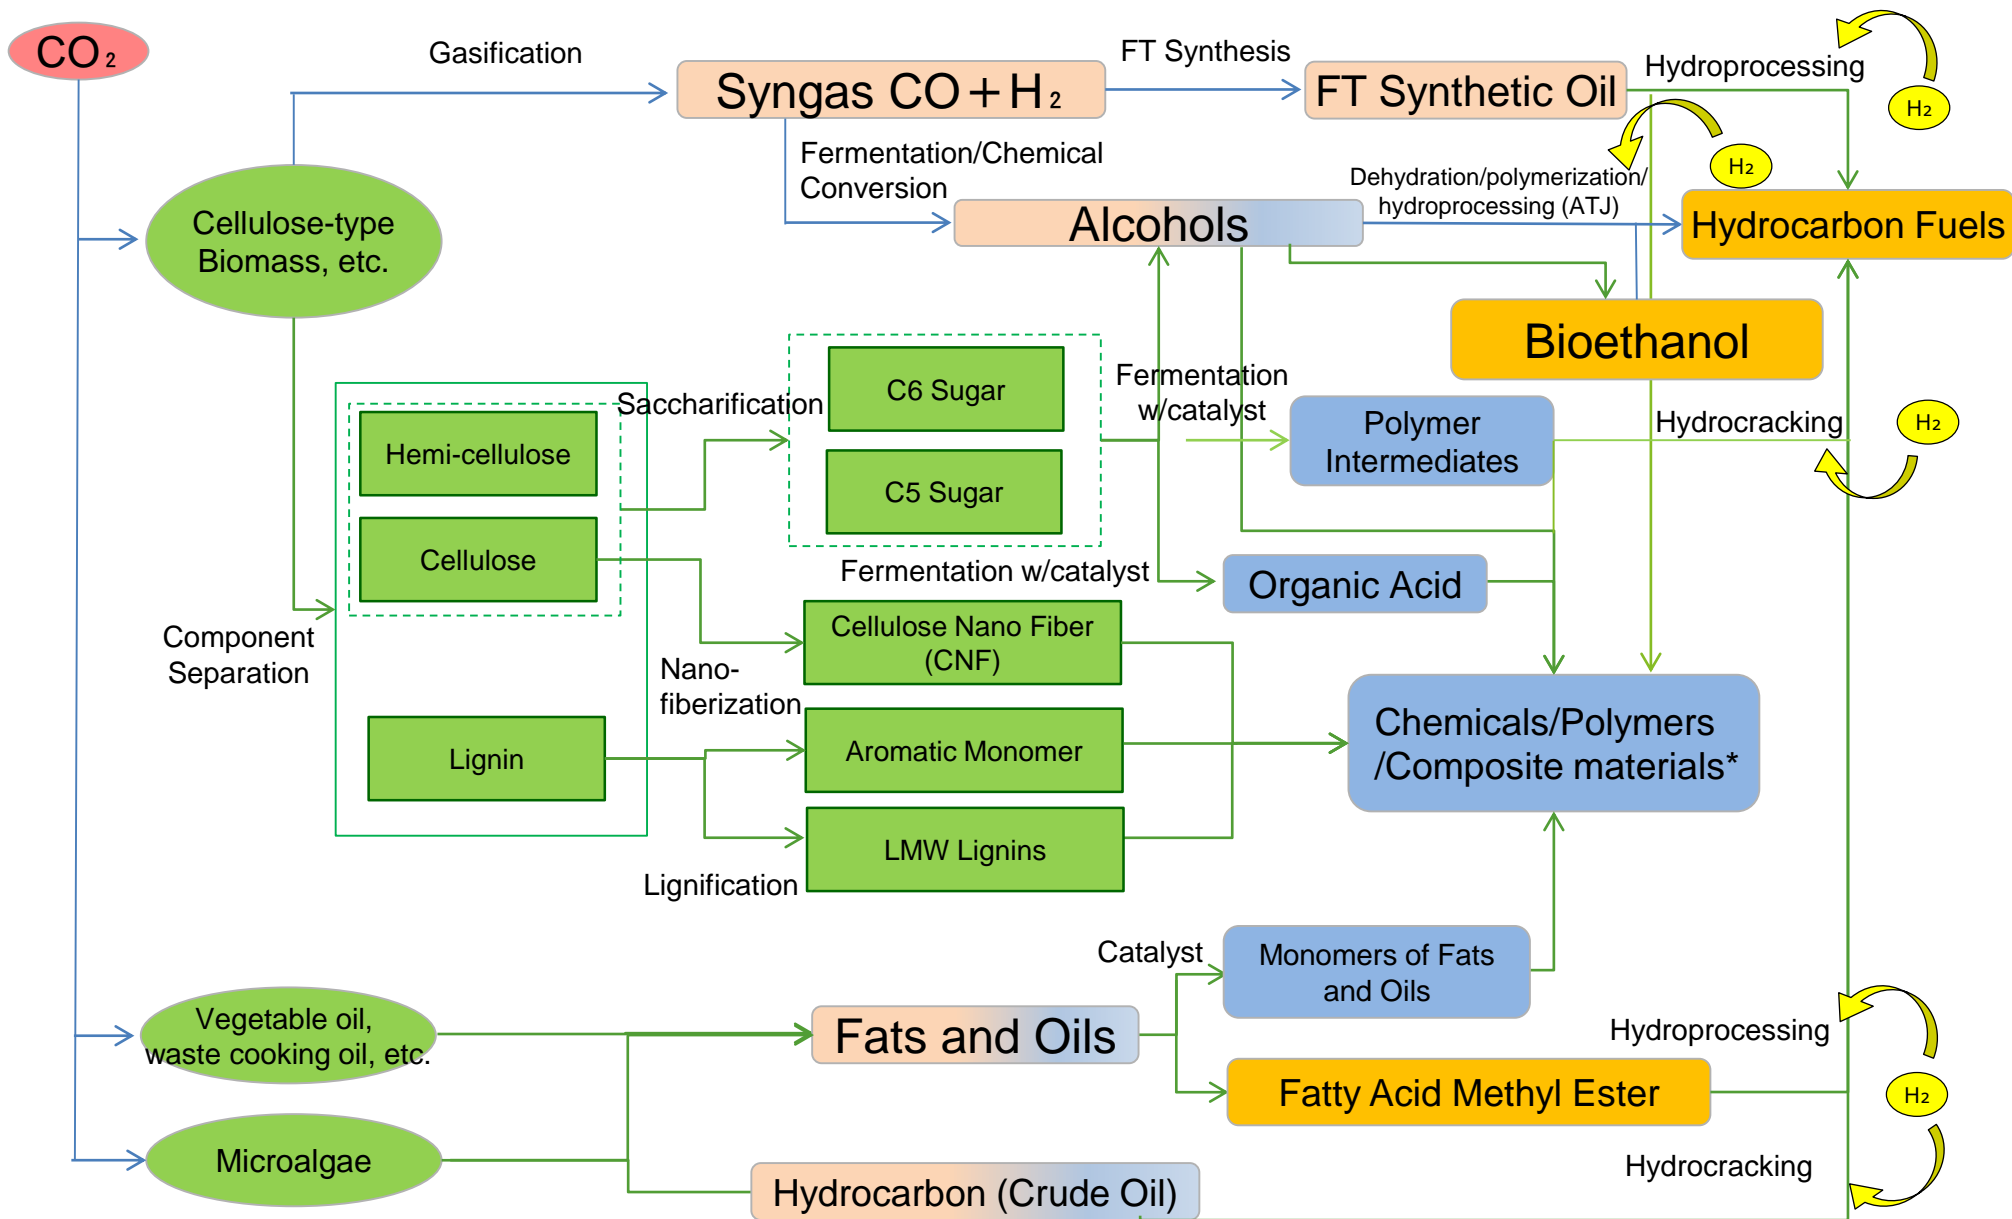 CO₂
Gasification
Syngas CO+H₂
FT Synthesis
FT Synthetic Oil
Hydroprocessing
H₂
Fermentation/Chemical
Conversion
Dehydration/polymerization/
hydroprocessing (ATJ)
H₂
Cellulose-type
Biomass, etc.
Alcohols
Hydrocarbon Fuels
Bioethanol
Saccharification
C6 Sugar
C5 Sugar
Fermentation
w/catalyst
Polymer
Intermediates
Hydrocracking
H₂
Hemi-cellulose
Cellulose
Fermentation w/catalyst
Organic Acid
Component
Separation
Nano-
fiberization
Cellulose Nano Fiber
(CNF)
Lignin
Aromatic Monomer
LMW Lignins
Lignification
Chemicals/Polymers
/Composite materials*
Catalyst
Monomers of Fats
and Oils
Vegetable oil,
waste cooking oil, etc.
Fats and Oils
Hydroprocessing
Fatty Acid Methyl Ester
H₂
Microalgae
Hydrocarbon (Crude Oil)
Hydrocracking